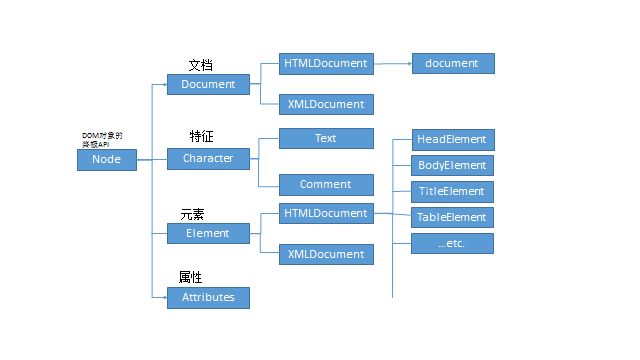 DOM对象的
终极API
Node
文档
Document
HTMLDocument
document
XMLDocument
特征
Character
Text
Comment
元素
Element
HTMLDocument
XMLDocument
HeadElement
BodyElement
TitleElement
TableElement
...etc.
属性
Attributes